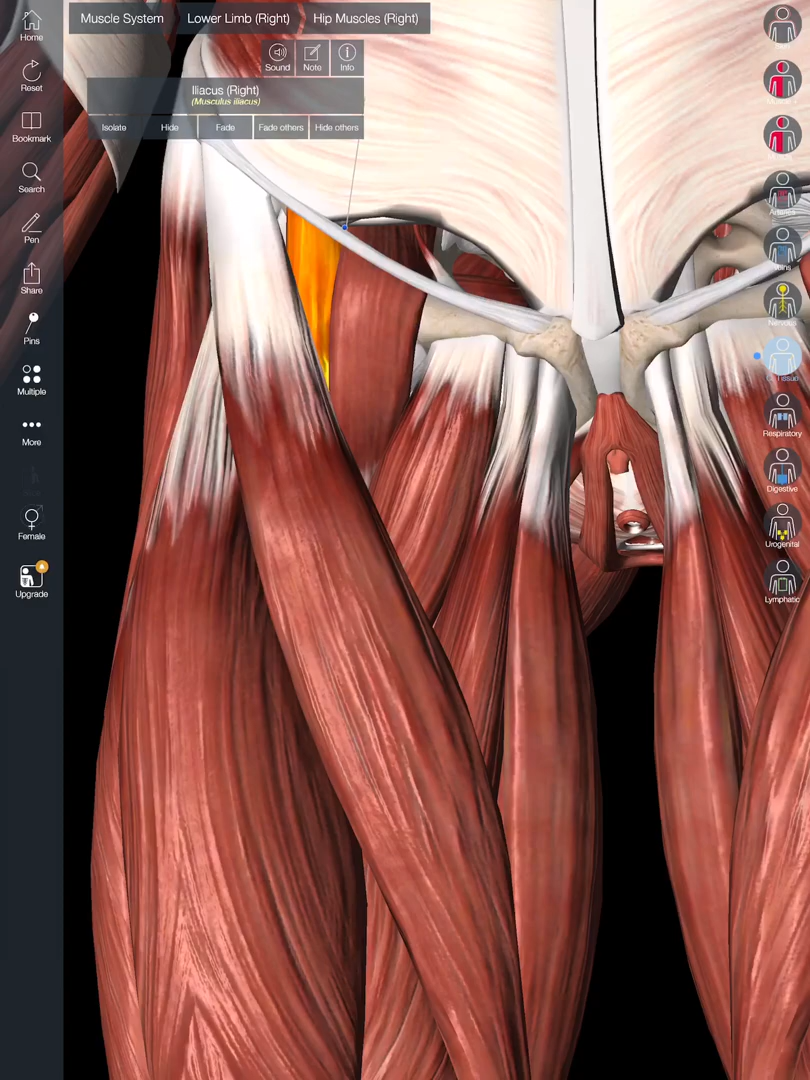 Muscle System
Lower Limb (Right)
Hip Muscles (Right)
Sound
Note
Info
Iliacus (Right)
(Musculus iliacus)
Isolate
Hide
Fade
Fade others
Hide others
Home
Reset
Bookmark
Search
Pen
Share
Pins
Multiple
More
Female
Upgrade
Respiratory
Digestive
Urogenital
Lymphatic